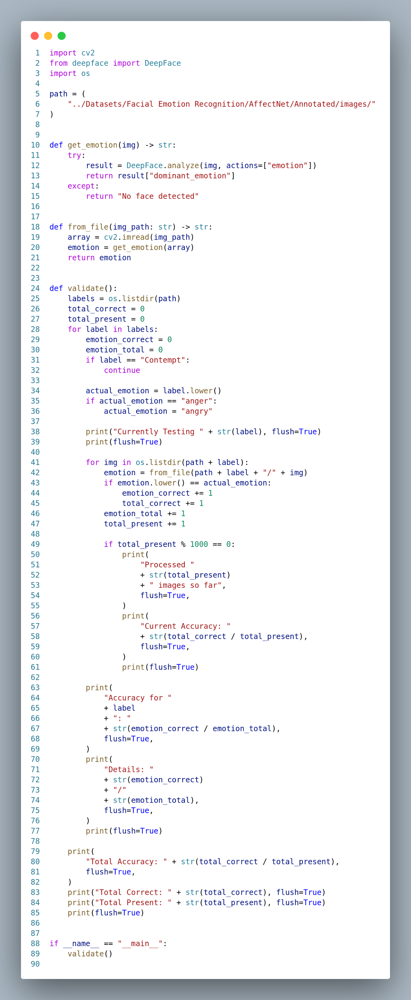 1 import cv2
2 from deepface import DeepFace
3 import os
4
5 path = (
6     "../Datasets/Facial Emotion Recognition/AffectNet/Annotated/images/"
7 )
8
9
10 def get_emotion(img) -> str:
11     try:
12         result = DeepFace.analyze(img, actions=["emotion"])
13         return result["dominant_emotion"]
14     except:
15         return "No face detected"
16
17
18 def from_file(img_path: str) -> str:
19     array = cv2.imread(img_path)
20     emotion = get_emotion(array)
21     return emotion
22
23
24 def validate():
25     labels = os.listdir(path)
26     total_correct = 0
27     total_present = 0
28     for label in labels:
29         emotion_correct = 0
30         emotion_total = 0
31         if label == "Contempt":
32             continue
33
34         actual_emotion = label.lower()
35         if actual_emotion == "anger":
36             actual_emotion = "angry"
37
38         print("Currently Testing " + str(label), flush=True)
39         print(flush=True)
40
41         for img in os.listdir(path + label):
42             emotion = from_file(path + label + "/" + img)
43             if emotion.lower() == actual_emotion:
44                 emotion_correct += 1
45                 total_correct += 1
46             emotion_total += 1
47             total_present += 1
48
49             if total_present % 1000 == 0:
50                 print(
51                     "Processed "
52                     + str(total_present)
53                     + " images so far",
54                     flush=True,
55                 )
56                 print(
57                     "Current Accuracy: "
58                     + str(total_correct / total_present),
59                     flush=True,
60                 )
61                 print(flush=True)
62
63         print(
64             "Accuracy for "
65             + label
66             + ": "
67             + str(emotion_correct / emotion_total),
68             flush=True,
69         )
70         print(
71             "Details: "
72             + str(emotion_correct)
73             + "/"
74             + str(emotion_total),
75             flush=True,
76         )
77         print(flush=True)
78
79     print(
80         "Total Accuracy: " + str(total_correct / total_present),
81         flush=True,
82     )
83     print("Total Correct: " + str(total_correct), flush=True)
84     print("Total Present: " + str(total_present), flush=True)
85     print(flush=True)
86
87
88 if __name__ == "__main__":
89     validate()
90